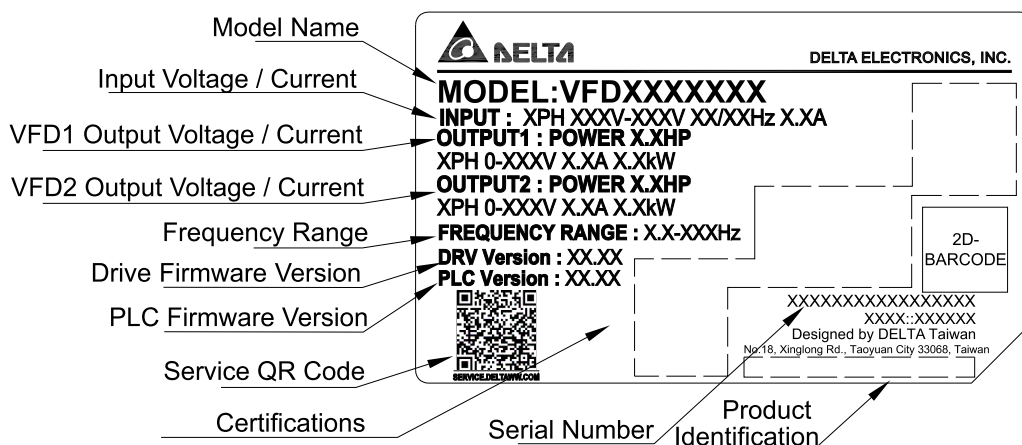 Model Name
Input Voltage / Current
VFD1 Output Voltage / Current
VFD2 Output Voltage / Current
Frequency Range
Drive Firmware Version
PLC Firmware Version
Service QR Code
Certifications
Serial Number
Product
Identification
DELTA
DELTA ELECTRONICS, INC.
MODEL:VFDXXXXXXX
INPUT : XPH XXXV-XXXV XX/XXHz X.XA
OUTPUT1 : POWER X.XHP
XPH 0-XXXV X.XA X.XkW
OUTPUT2 : POWER X.XHP
XPH 0-XXXV X.XA X.XkW
FREQUENCY RANGE : X.X-XXXHz
DRV Version : XX.XX
PLC Version : XX.XX
SERVICE.DELTAWW.COM
2D-
BARCODE
XXXXXXXXXXXXXXXXX
XXXX::XXXXXX
Designed by DELTA Taiwan
No.18, Xinglong Rd., Taoyuan City 33068, Taiwan